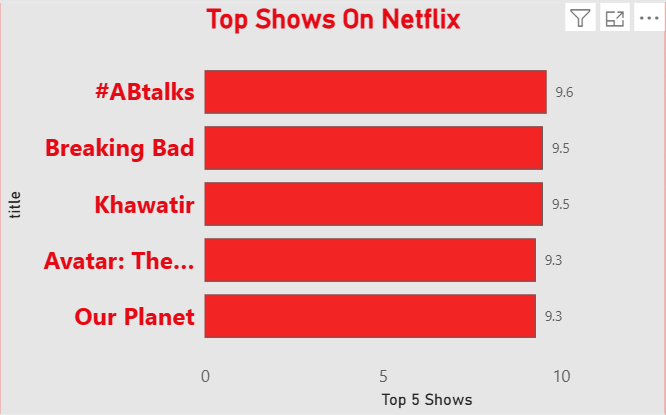 Top Shows On Netflix
title
#ABtalks 9.6
Breaking Bad 9.5
Khawatir 9.5
Avatar: The... 9.3
Our Planet 9.3
0 5 10
Top 5 Shows